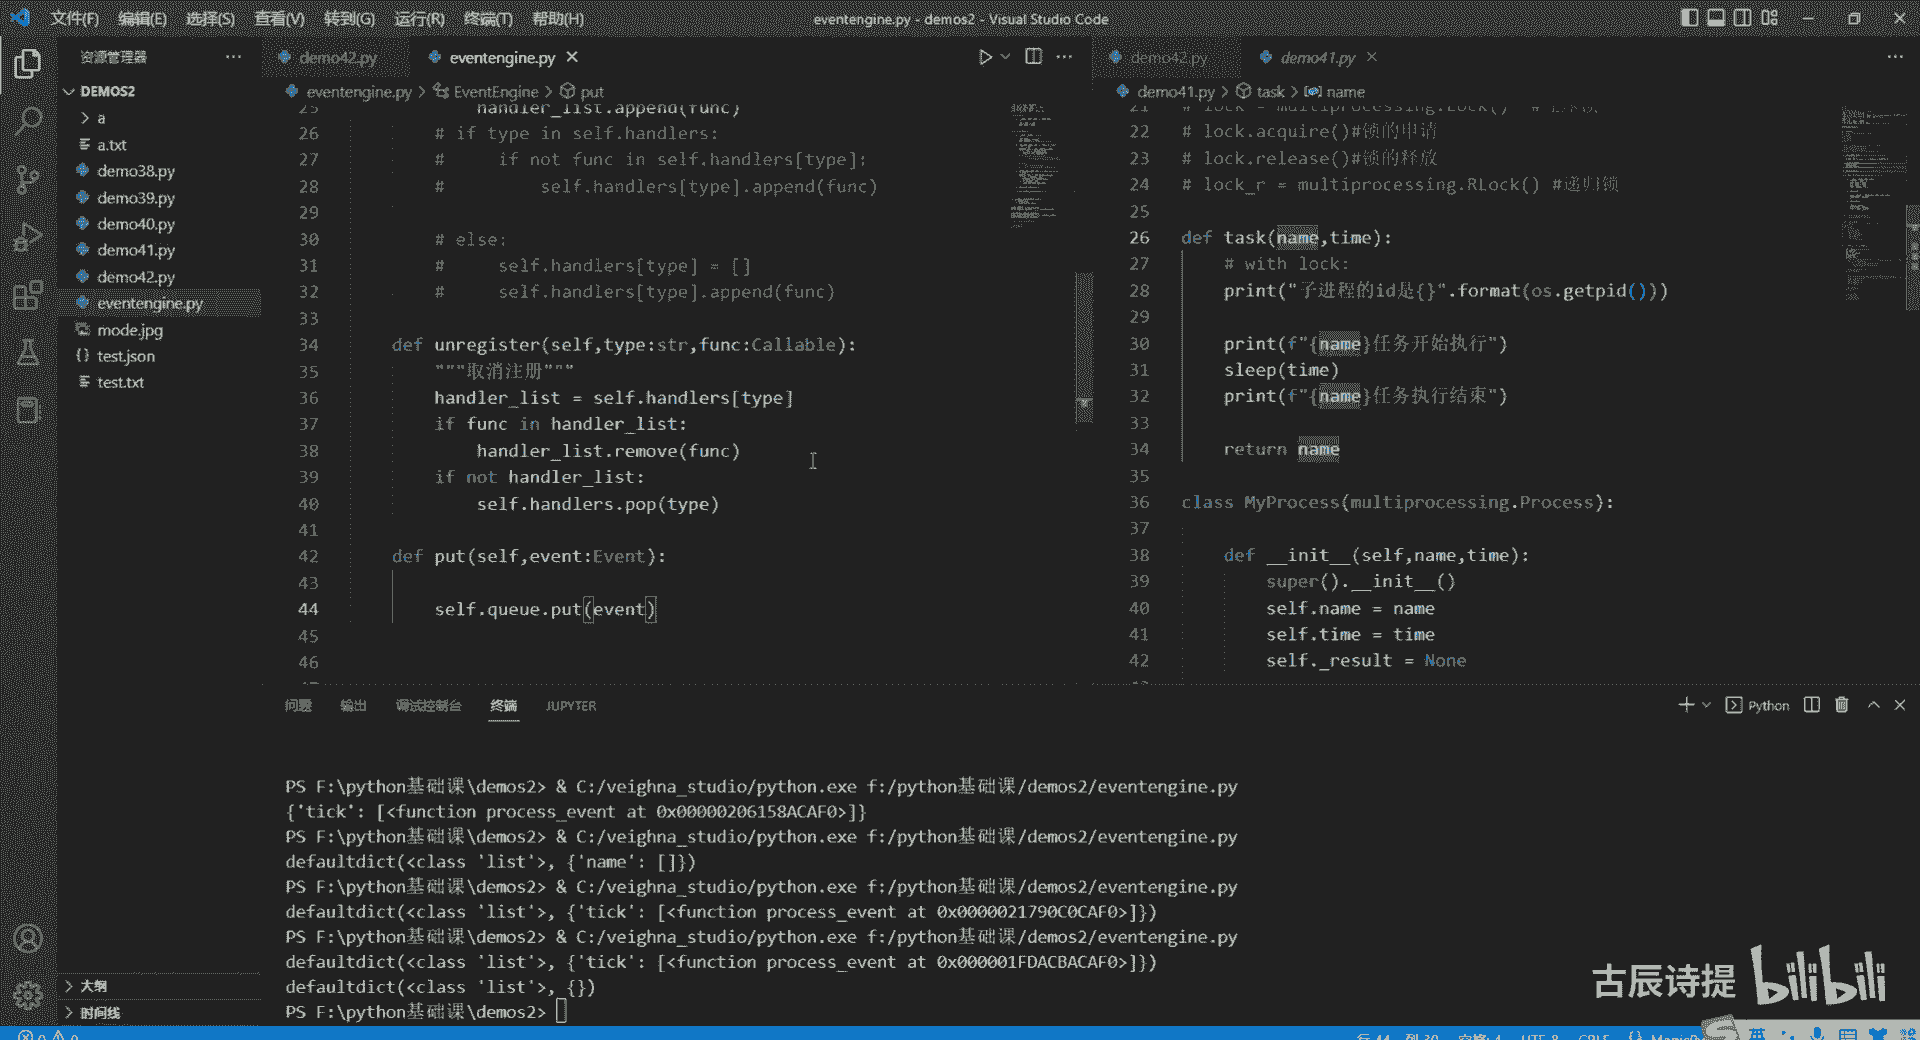 文件(F) 编辑(E) 选择(S) 查看(V) 转到(G) 运行(R) 终端(T) 帮助(H)
eventengine.py - demos2 - Visual Studio Code
资源管理器
DEMOS2
a
a.txt
demo38.py
demo39.py
demo40.py
demo41.py
demo42.py
eventengine.py
mode.jpg
test.json
test.txt
大纲
时间线
demo42.py eventengine.py
eventengine.py > EventEngine > put
25 handler_list.append(func)
26 # if type in self.handlers:
27 # if not func in self.handlers[type]:
28 # self.handlers[type].append(func)
29
30 # else:
31 # self.handlers[type] = []
32 # self.handlers[type].append(func)
33
34 def unregister(self,type:str,func:Callable):
35 """取消注册"""
36 handler_list = self.handlers[type]
37 if func in handler_list:
38 handler_list.remove(func)
39 if not handler_list:
40 self.handlers.pop(type)
41
42 def put(self,event:Event):
43
44 self.queue.put(event)
45
46
demo42.py demo41.py
demo41.py > task > name
21 # lock = multiprocessing.Lock() #
22 # lock.acquire()#锁的申请
23 # lock.release()#锁的释放
24 # lock_r = multiprocessing.RLock() #递归锁
25
26 def task(name,time):
27 # with lock:
28 print("子进程的id是{}".format(os.getpid()))
29
30 print(f"{name}任务开始执行")
31 sleep(time)
32 print(f"{name}任务执行结束")
33
34 return name
35
36 class MyProcess(multiprocessing.Process):
37
38 def __init__(self,name,time):
39 super().__init__()
40 self.name = name
41 self.time = time
42 self._result = None
问题 输出 调试控制台 终端 JUPYTER
Python
PS F:\python基础课\demos2> & C:/veighna_studio/python.exe f:/python基础课/demos2/eventengine.py
{'tick': [<function process_event at 0x00000206158ACAF0>]}
PS F:\python基础课\demos2> & C:/veighna_studio/python.exe f:/python基础课/demos2/eventengine.py
defaultdict(<class 'list'>, {'name': []})
PS F:\python基础课\demos2> & C:/veighna_studio/python.exe f:/python基础课/demos2/eventengine.py
defaultdict(<class 'list'>, {'tick': [<function process_event at 0x0000021790C0CAF0>]})
PS F:\python基础课\demos2> & C:/veighna_studio/python.exe f:/python基础课/demos2/eventengine.py
defaultdict(<class 'list'>, {'tick': [<function process_event at 0x000001FDACBACAF0>]})
defaultdict(<class 'list'>, {})
PS F:\python基础课\demos2>
古辰诗提 bilibili